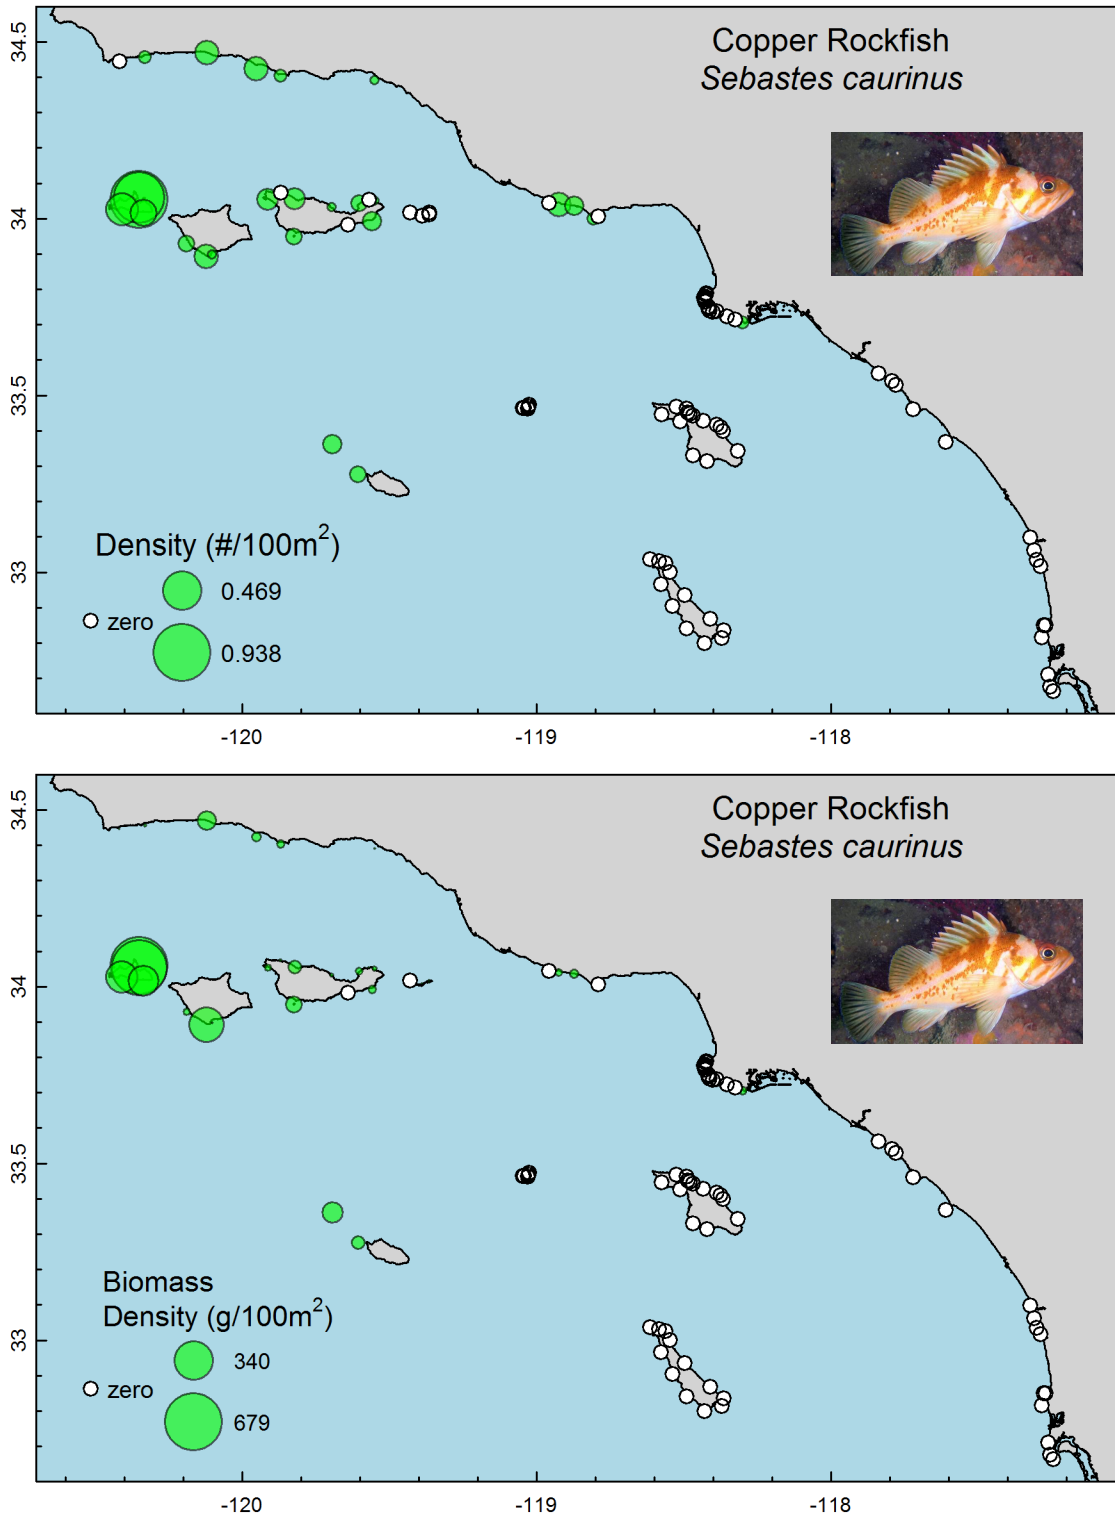 Copper Rockfish
Sebastes caurinus
34.5
34
33.5
33
Density (#/100m²)
0.469
zero
0.938
-120
-119
-118
Copper Rockfish
Sebastes caurinus
34.5
34
33.5
33
Biomass
Density (g/100m²)
340
zero
679
-120
-119
-118